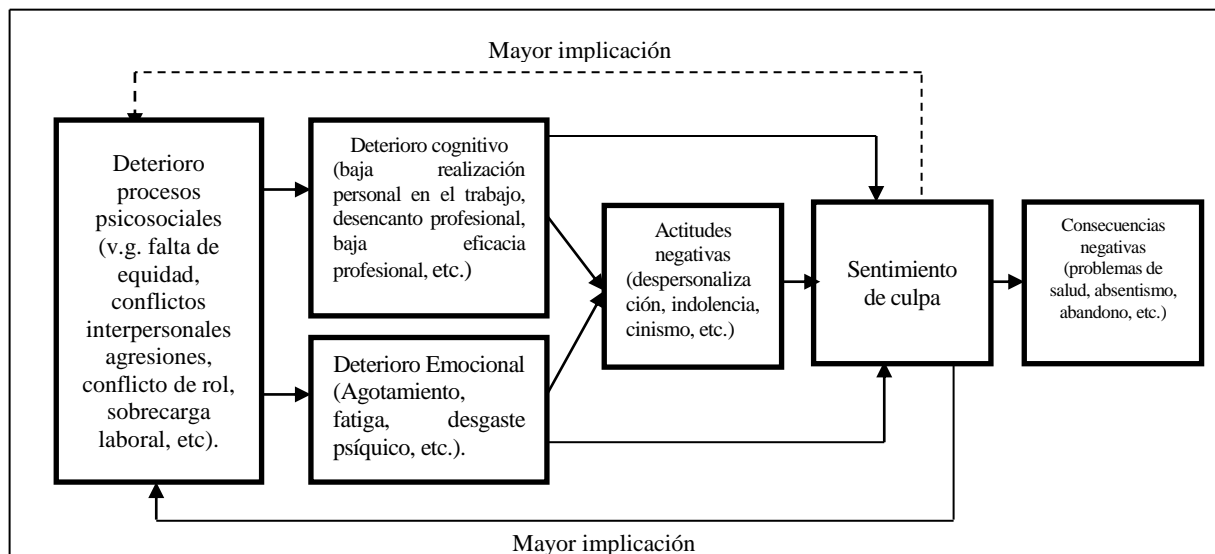 Mayor implicación
Deterioro
procesos
psicosociales
(v.g. falta de
equidad,
conflictos
interpersonales
agresiones,
conflicto de rol,
sobrecarga
laboral, etc).
Deterioro cognitivo
(baja realización
personal en el trabajo,
desencanto profesional,
baja eficacia
profesional, etc.)
Deterioro Emocional
(Agotamiento,
fatiga, desgaste
psíquico, etc.).
Actitudes
negativas
(despersonaliza
ción, indolencia,
cinismo, etc.)
Sentimiento
de culpa
Consecuencias
negativas
(problemas de
salud, absentismo,
abandono, etc.)
Mayor implicación